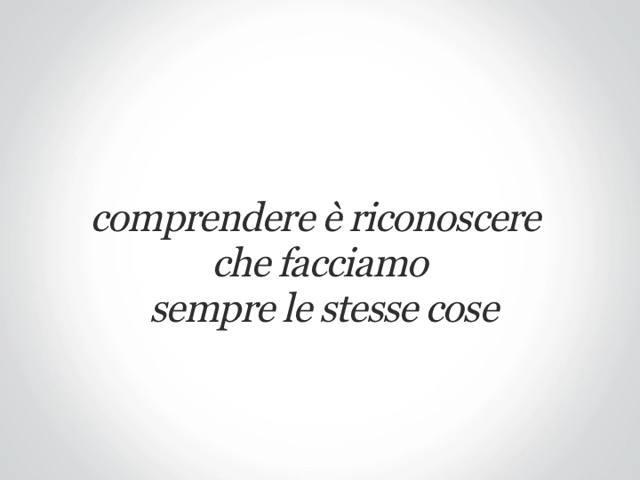 comprendere è riconoscere
che facciamo
sempre le stesse cose